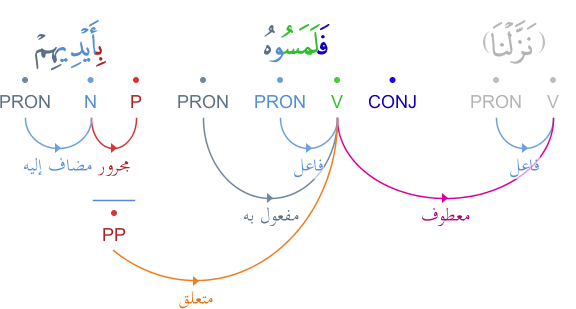 (نَزَّلْنَا) فَلَمَسُوهُ بِأَيْدِيهِمْ
PRON N P PRON PRON V CONJ PRON V
مضاف إليه مجرور فاعل فاعل
مفعول به معطوف
PP
متعلق